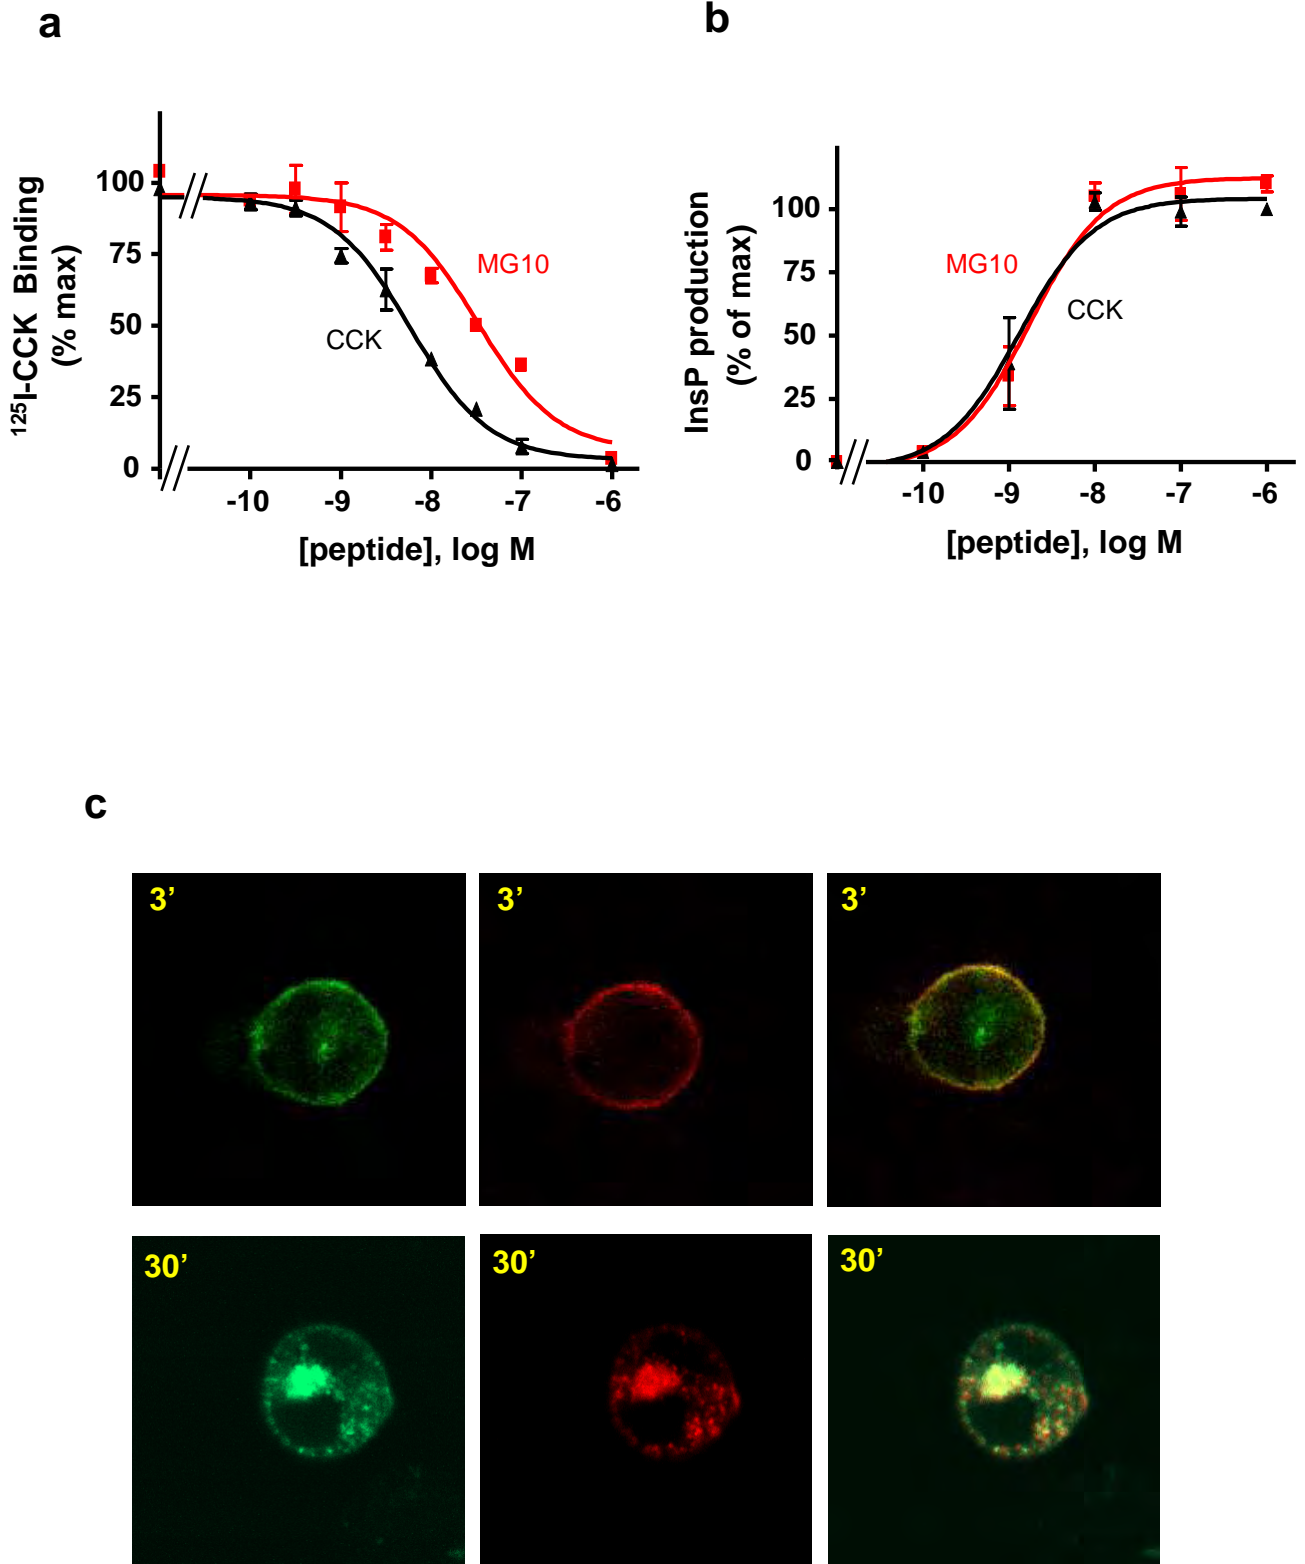 a
b
¹²⁵I-CCK Binding
(% max)
100
75
50
25
0
MG10
CCK
-10 -9 -8 -7 -6
[peptide], log M
InsP production
(% of max)
100
75
50
25
0
MG10
CCK
-10 -9 -8 -7 -6
[peptide], log M
c
3’ 3’ 3’
30’ 30’ 30’